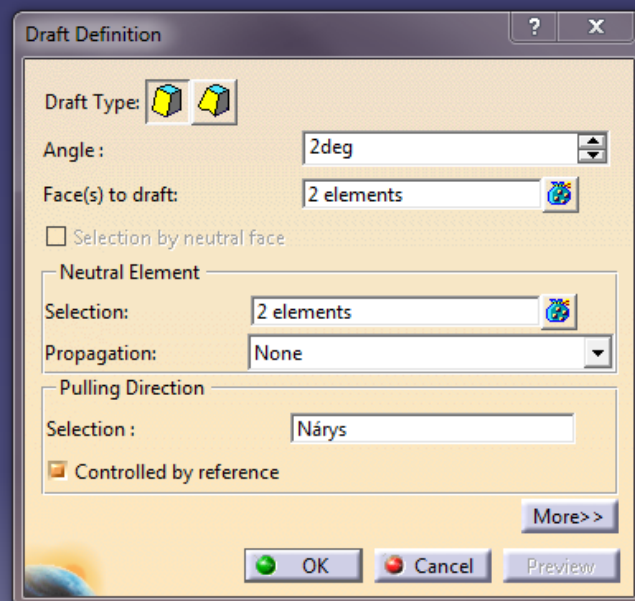 Draft Definition
?
X
Draft Type:
Angle :
2deg
Face(s) to draft:
2 elements
Selection by neutral face
Neutral Element
Selection:
2 elements
Propagation:
None
Pulling Direction
Selection :
Nárys
Controlled by reference
More>>
OK
Cancel
Preview